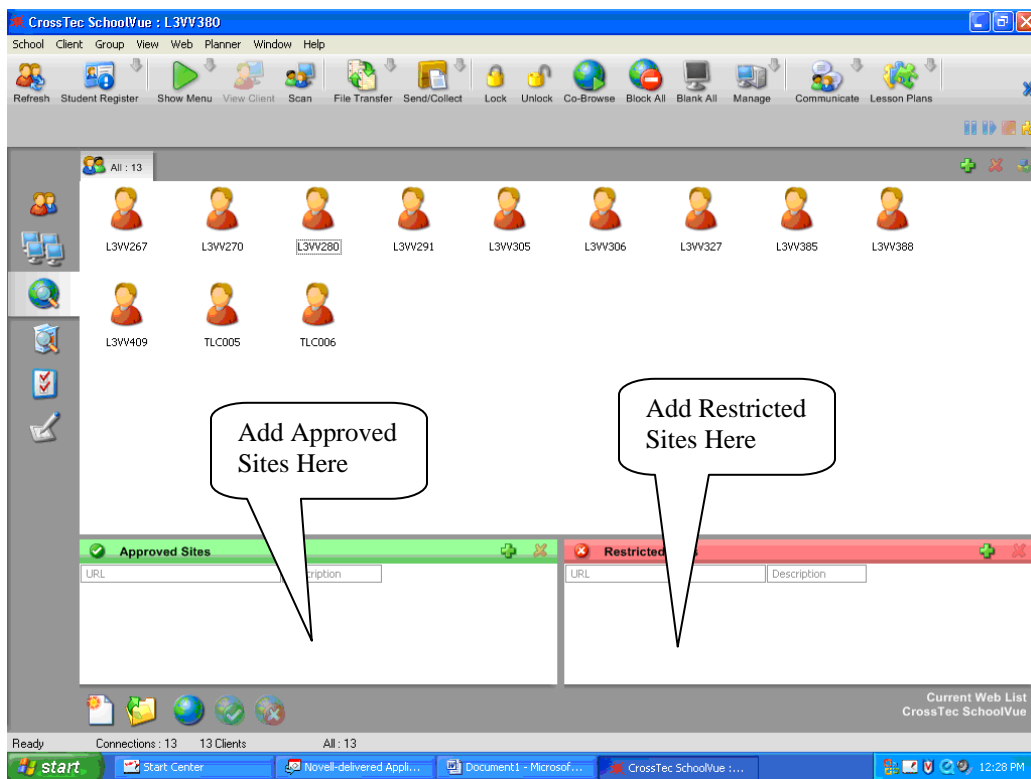 CrossTec SchoolVue : L3VV380
School Client Group View Web Planner Window Help
Refresh Student Register Show Menu View Client Scan File Transfer Send/Collect Lock Unlock Co-Browse Block All Blank All Manage Communicate Lesson Plans
All : 13
L3VV267 L3VV270 L3VV280 L3VV291 L3VV305 L3VV306 L3VV327 L3VV385 L3VV388
L3VV409 TLC005 TLC006
Add Approved
Sites Here
Add Restricted
Sites Here
Approved Sites
URL
Restricted
URL Description
Current Web List
CrossTec SchoolVue
Ready Connections : 13 13 Clients All : 13
start Start Center Novell-delivered Appli... Document1 - Microsof... CrossTec SchoolVue :... 12:28 PM